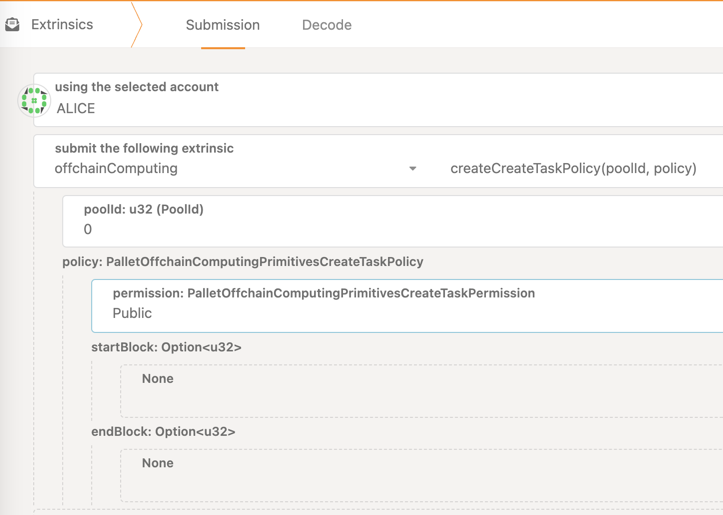 Extrinsics
Submission
Decode
using the selected account
ALICE
submit the following extrinsic
offchainComputing
createCreateTaskPolicy(poolId, policy)
poolId: u32 (PoolId)
0
policy: PalletOffchainComputingPrimitivesCreateTaskPolicy
permission: PalletOffchainComputingPrimitivesCreateTaskPermission
Public
startBlock: Option<u32>
None
endBlock: Option<u32>
None